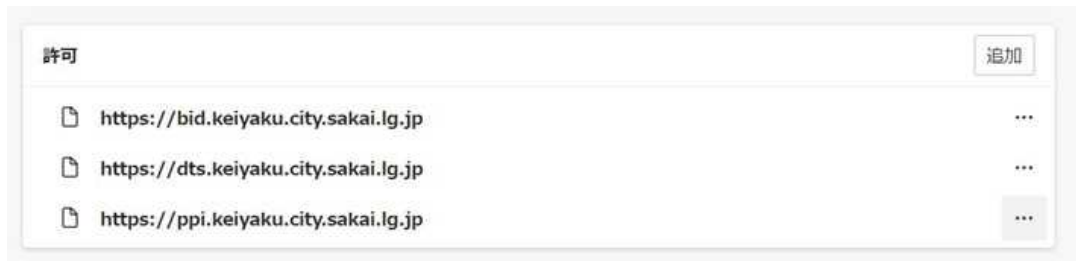 許可
追加
https://bid.keiyaku.city.sakai.lg.jp
https://dts.keiyaku.city.sakai.lg.jp
https://ppi.keiyaku.city.sakai.lg.jp